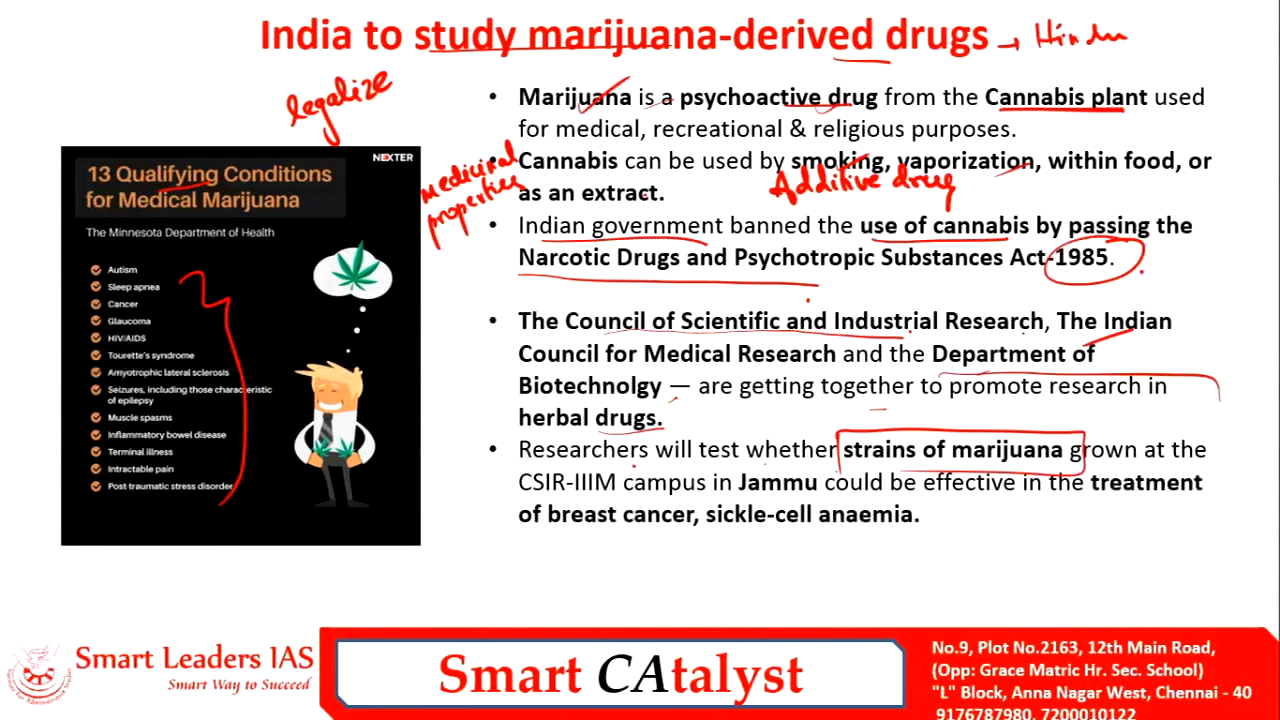 India to study marijuana-derived drugs → Hindu
legalize
• Marijuana is a psychoactive drug from the Cannabis plant used
for medical, recreational & religious purposes.
• Cannabis can be used by smoking, vaporization, within food, or
as an extract.
Medicinal
properties
Additive drug
• Indian government banned the use of cannabis by passing the
Narcotic Drugs and Psychotropic Substances Act-1985.
• The Council of Scientific and Industrial Research, The Indian
Council for Medical Research and the Department of
Biotechnolgy — are getting together to promote research in
herbal drugs.
• Researchers will test whether strains of marijuana grown at the
CSIR-IIIM campus in Jammu could be effective in the treatment
of breast cancer, sickle-cell anaemia.
NEXTER
13 Qualifying Conditions
for Medical Marijuana
The Minnesota Department of Health
Autism
Sleep apnea
Cancer
Glaucoma
HIV/AIDS
Tourette's syndrome
Amyotrophic lateral sclerosis
Seizures, including those characteristic
of epilepsy
Muscle spasms
Inflammatory bowel disease
Terminal illness
Intractable pain
Post-traumatic stress disorder
Smart Leaders IAS
Smart Way to Succeed
Smart CAtalyst
No.9, Plot No.2163, 12th Main Road,
(Opp: Grace Matric Hr. Sec. School)
"L" Block, Anna Nagar West, Chennai - 40
9176787980, 7200010122